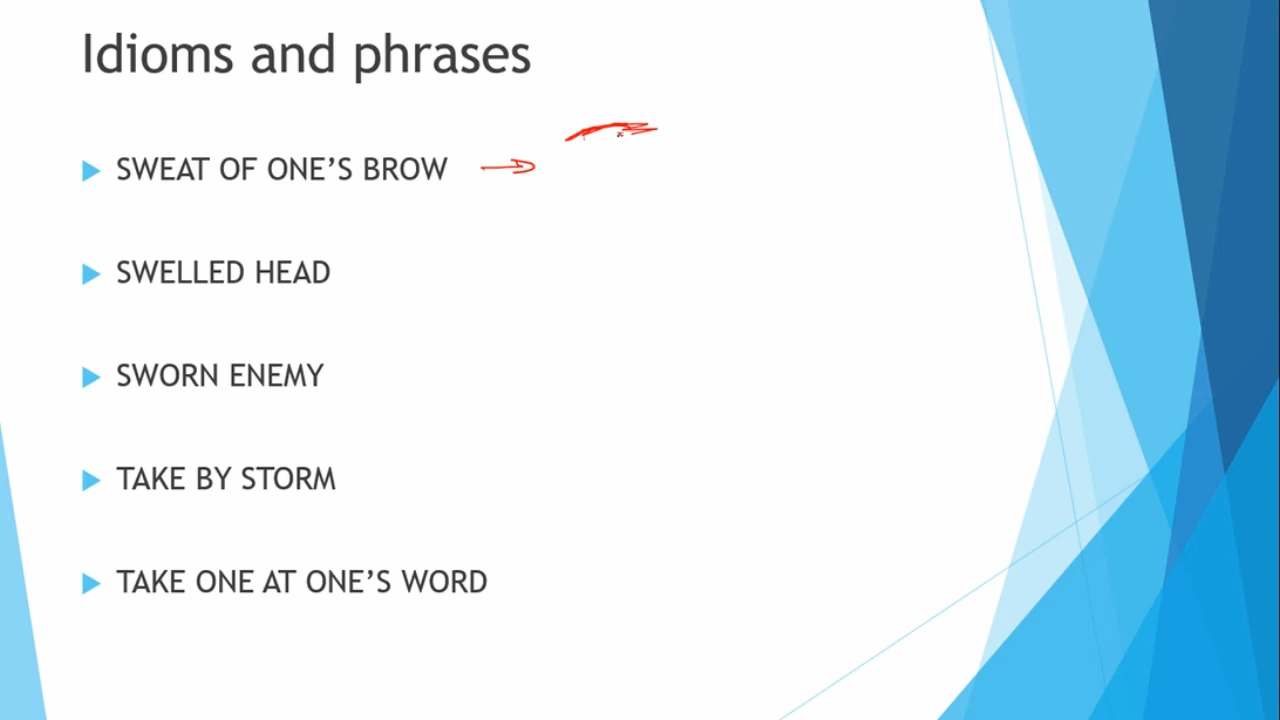 Idioms and phrases
SWEAT OF ONE’S BROW
SWELLED HEAD
SWORN ENEMY
TAKE BY STORM
TAKE ONE AT ONE’S WORD